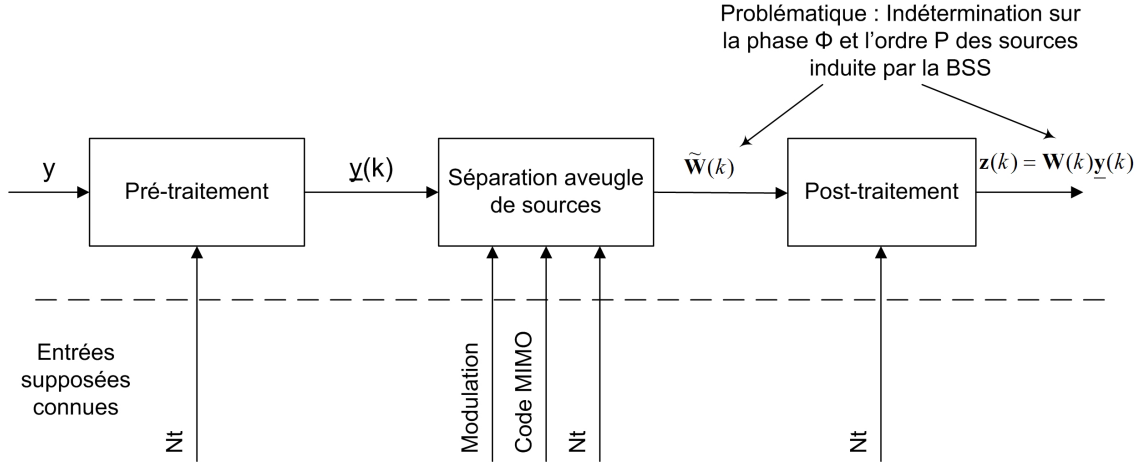 Problématique : Indétermination sur
la phase Φ et l'ordre P des sources
induite par la BSS
y
Pré-traitement
y̲(k)
Séparation aveugle
de sources
W̃(k)
Post-traitement
z(k) = W(k)y̲(k)
Entrées
supposées
connues
Nt
Modulation
Code MIMO
Nt
Nt